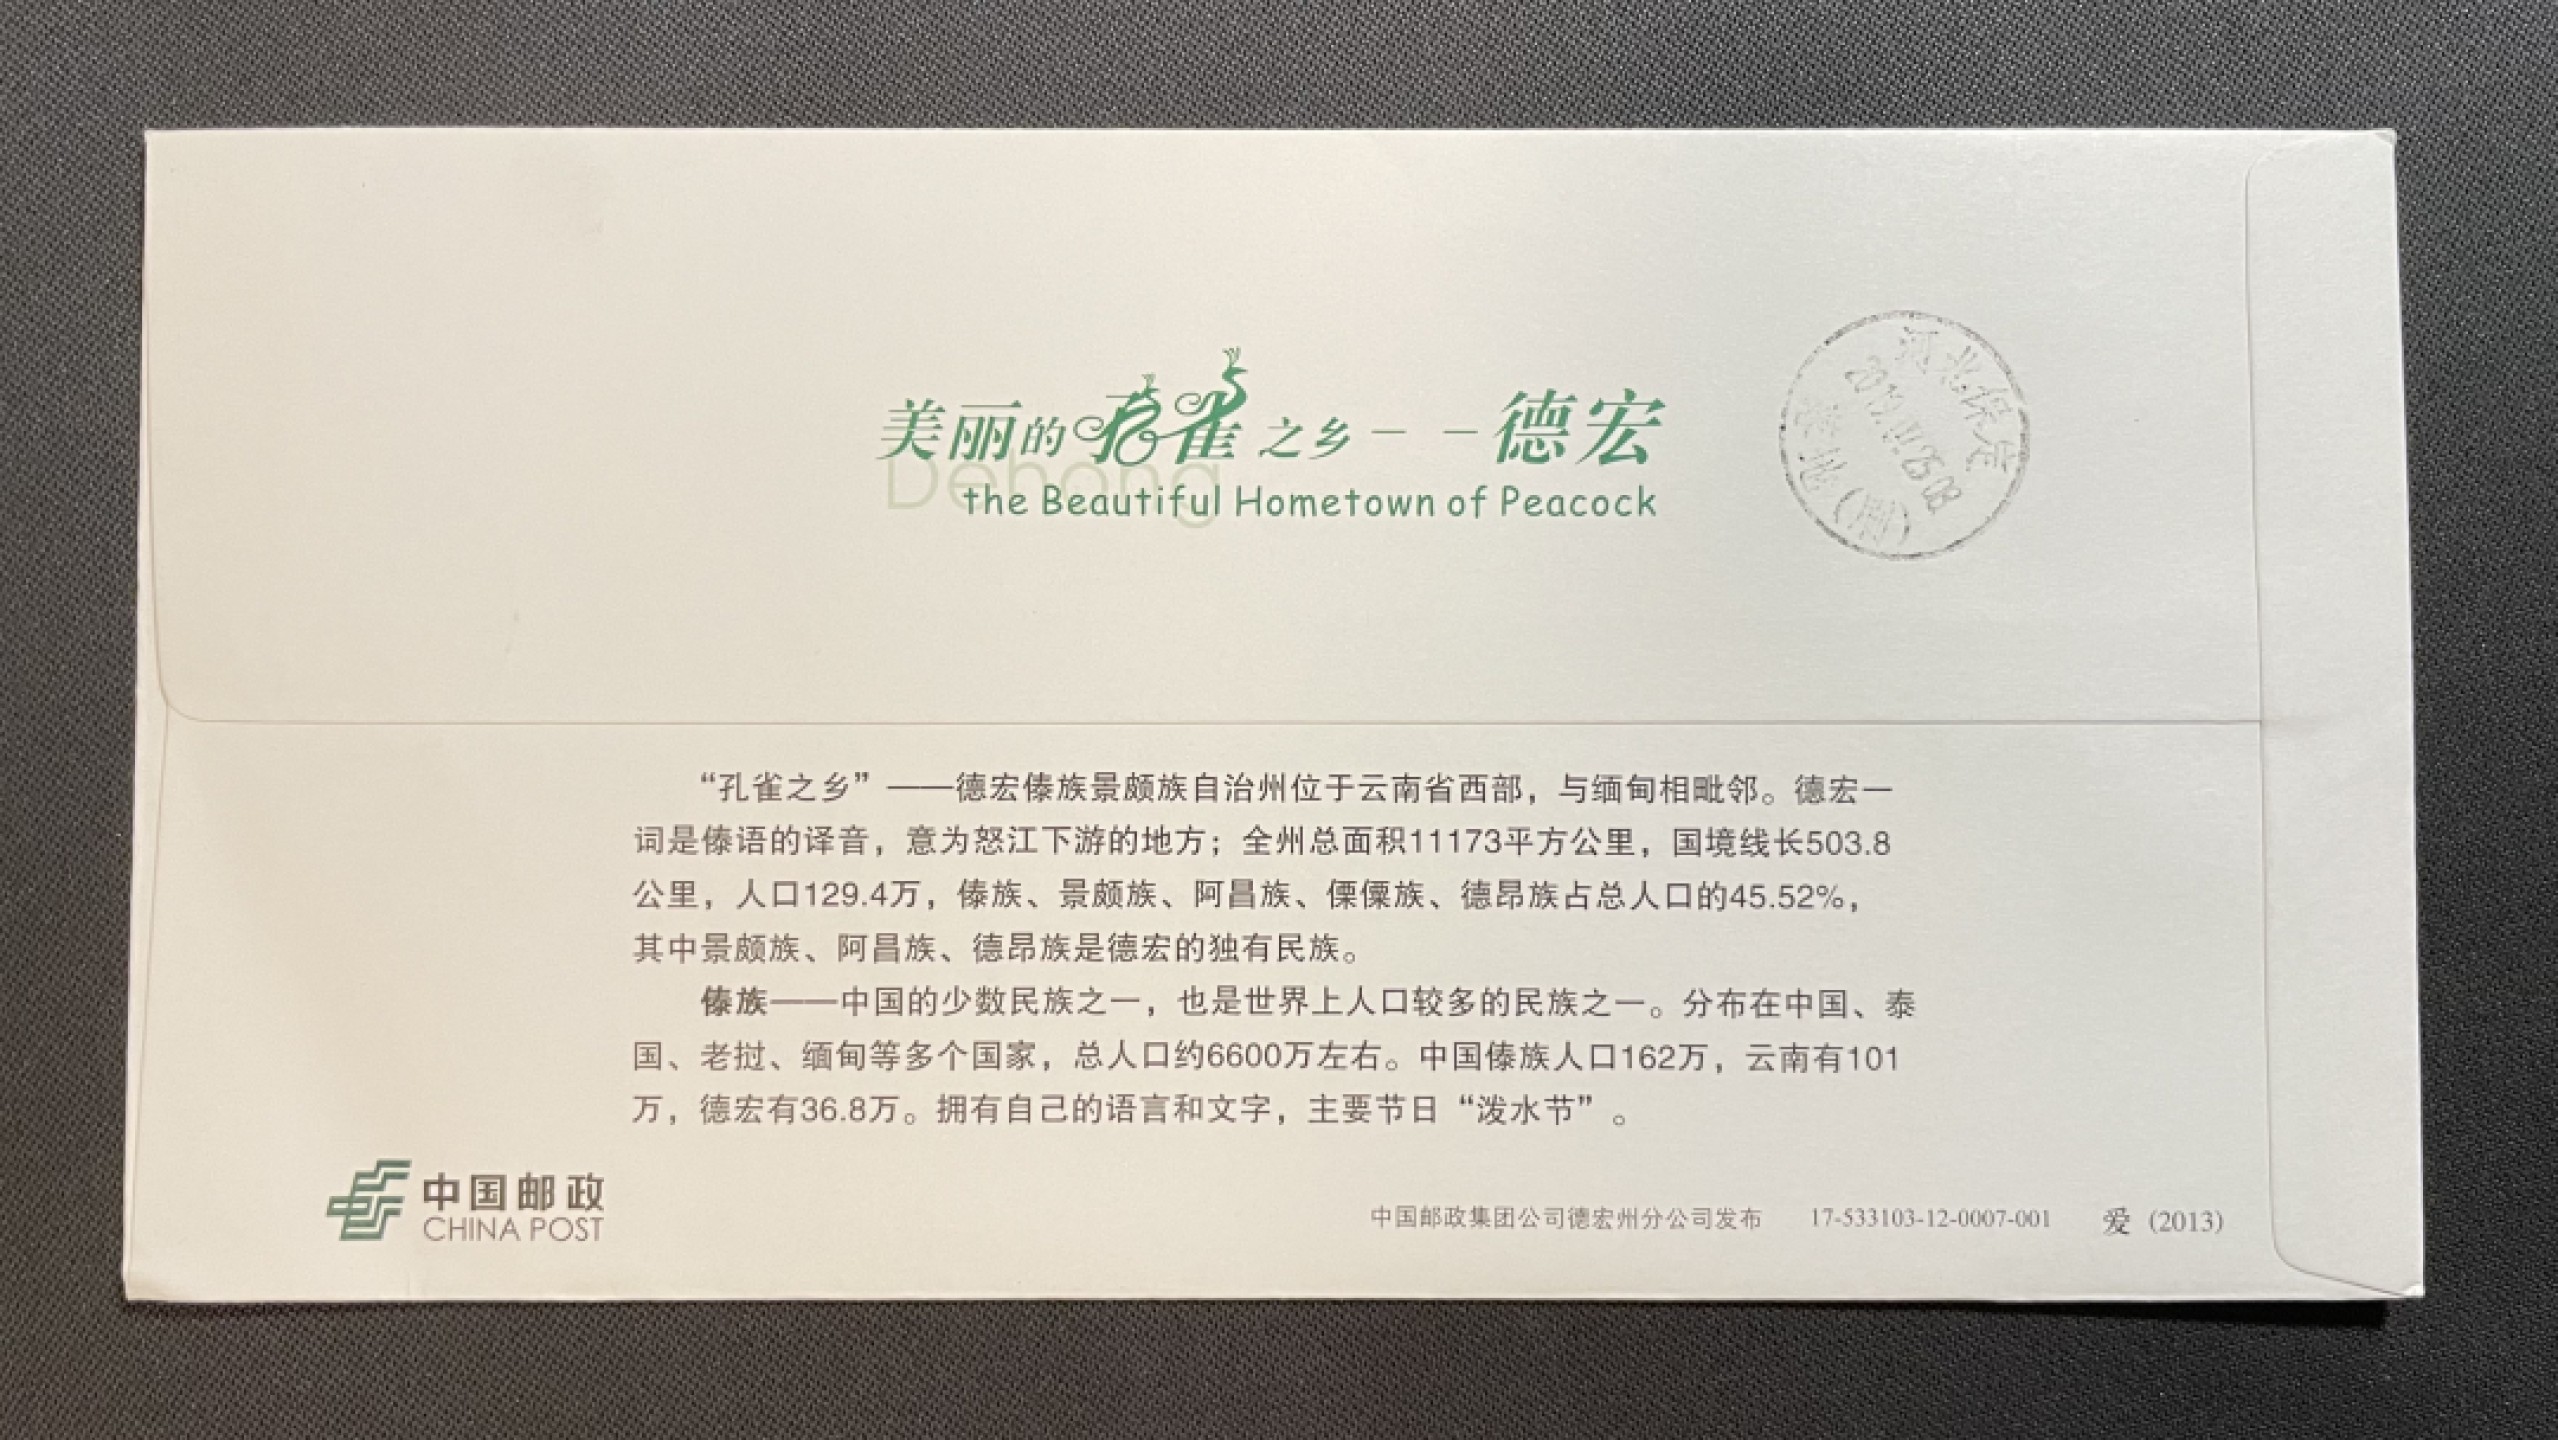 美丽的孔雀之乡－－德宏
Dehong
the Beautiful Hometown of Peacock
河北保定
“孔雀之乡”——德宏傣族景颇族自治州位于云南省西部，与缅甸相毗邻。德宏一
词是傣语的译音，意为怒江下游的地方；全州总面积11173平方公里，国境线长503.8
公里，人口129.4万，傣族、景颇族、阿昌族、傈僳族、德昂族占总人口的45.52%，
其中景颇族、阿昌族、德昂族是德宏的独有民族。
傣族——中国的少数民族之一，也是世界上人口较多的民族之一。分布在中国、泰
国、老挝、缅甸等多个国家，总人口约6600万左右。中国傣族人口162万，云南有101
万，德宏有36.8万。拥有自己的语言和文字，主要节日“泼水节”。
中国邮政
CHINA POST
中国邮政集团公司德宏州分公司发布 17-533103-12-0007-001 爱 (2013)